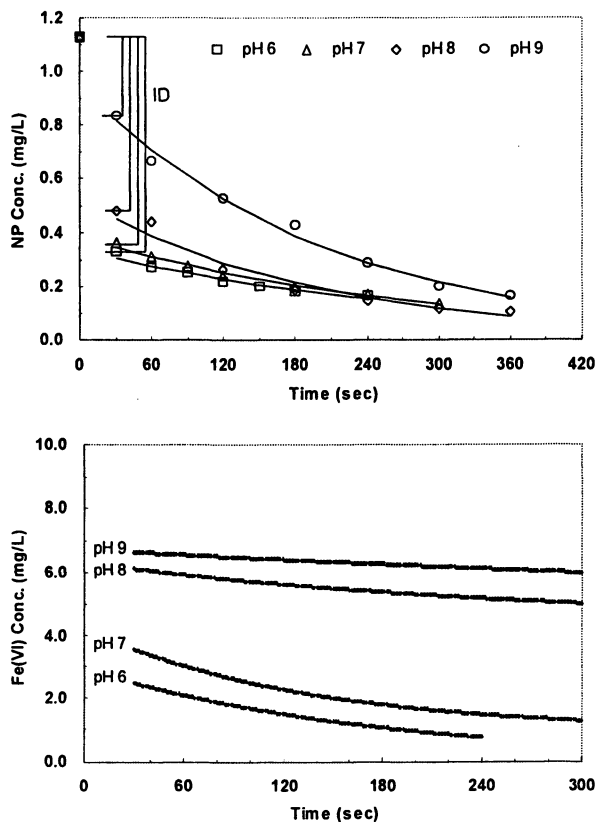 1.2
1.0
0.8
0.6
0.4
0.2
0.0
NP Conc. (mg/L)
pH 6 pH 7 pH 8 pH 9
ID
0 60 120 180 240 300 360 420
Time (sec)
10.0
8.0
6.0
4.0
2.0
0.0
Fe(VI) Conc. (mg/L)
pH 9
pH 8
pH 7
pH 6
0 60 120 180 240 300
Time (sec)